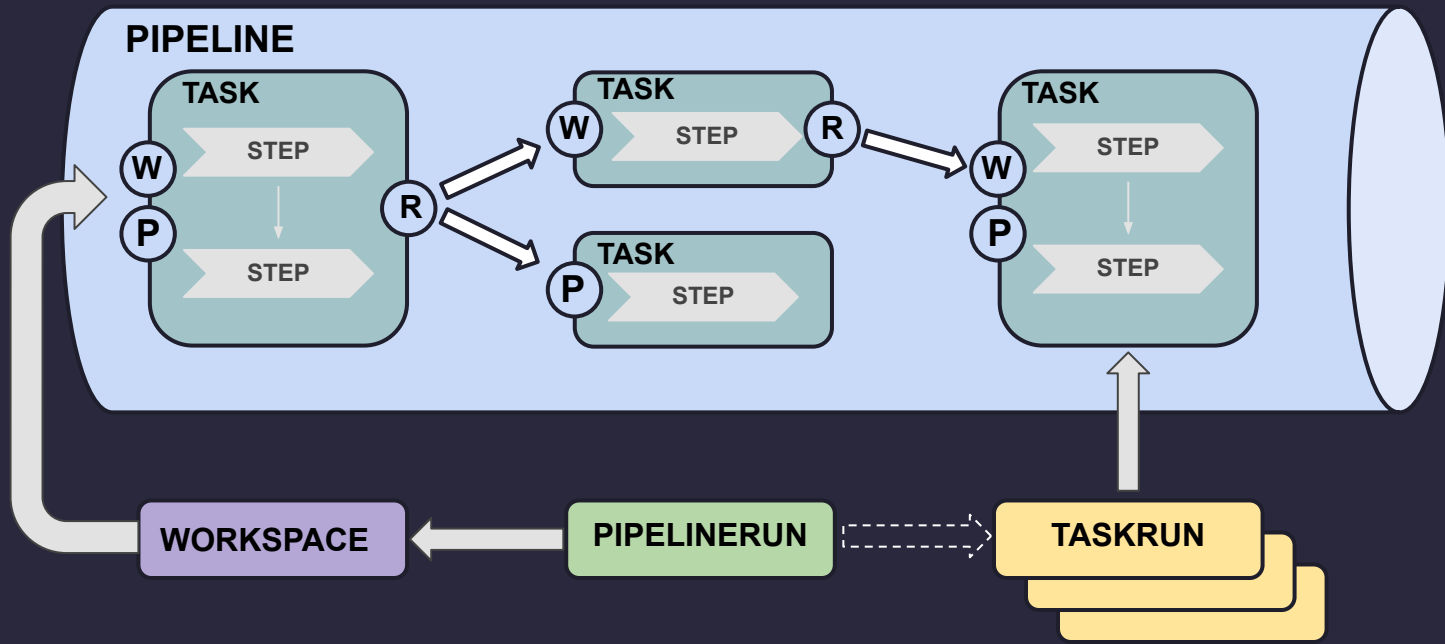 PIPELINE
TASK
STEP
W
P
STEP
R
TASK
W
STEP
R
TASK
P
STEP
TASK
STEP
W
P
STEP
WORKSPACE
PIPELINERUN
TASKRUN